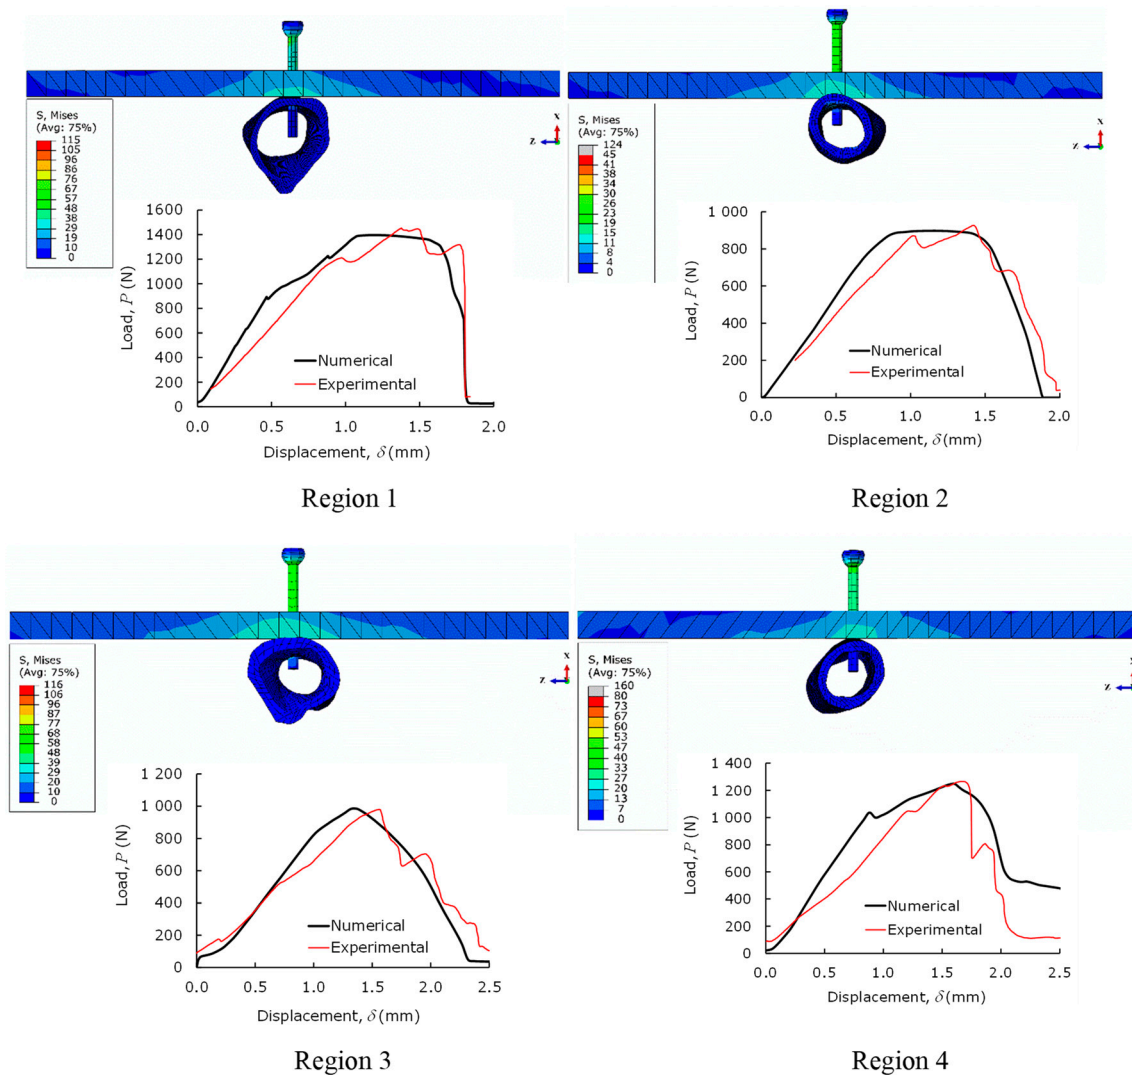 S, Mises
(Avg: 75%)
115
105
96
86
76
67
57
48
38
29
19
10
0
x
z
1600
1400
1200
1000
800
600
400
200
0
Load, P (N)
Numerical
Experimental
0.0 0.5 1.0 1.5 2.0
Displacement, δ (mm)
Region 1
S, Mises
(Avg: 75%)
124
45
41
38
34
30
26
23
19
15
11
8
4
0
x
z
1 000
800
600
400
200
0
Load, P (N)
Numerical
Experimental
0.0 0.5 1.0 1.5 2.0
Displacement, δ (mm)
Region 2
S, Mises
(Avg: 75%)
116
106
96
87
77
68
58
48
39
29
20
10
0
x
z
1 200
1 000
800
600
400
200
0
Load, P (N)
Numerical
Experimental
0.0 0.5 1.0 1.5 2.0 2.5
Displacement, δ (mm)
Region 3
S, Mises
(Avg: 75%)
160
80
73
67
60
53
47
40
33
27
20
13
7
0
z
1 400
1 200
1 000
800
600
400
200
0
Load, P (N)
Numerical
Experimental
0.0 0.5 1.0 1.5 2.0 2.5
Displacement, δ (mm)
Region 4